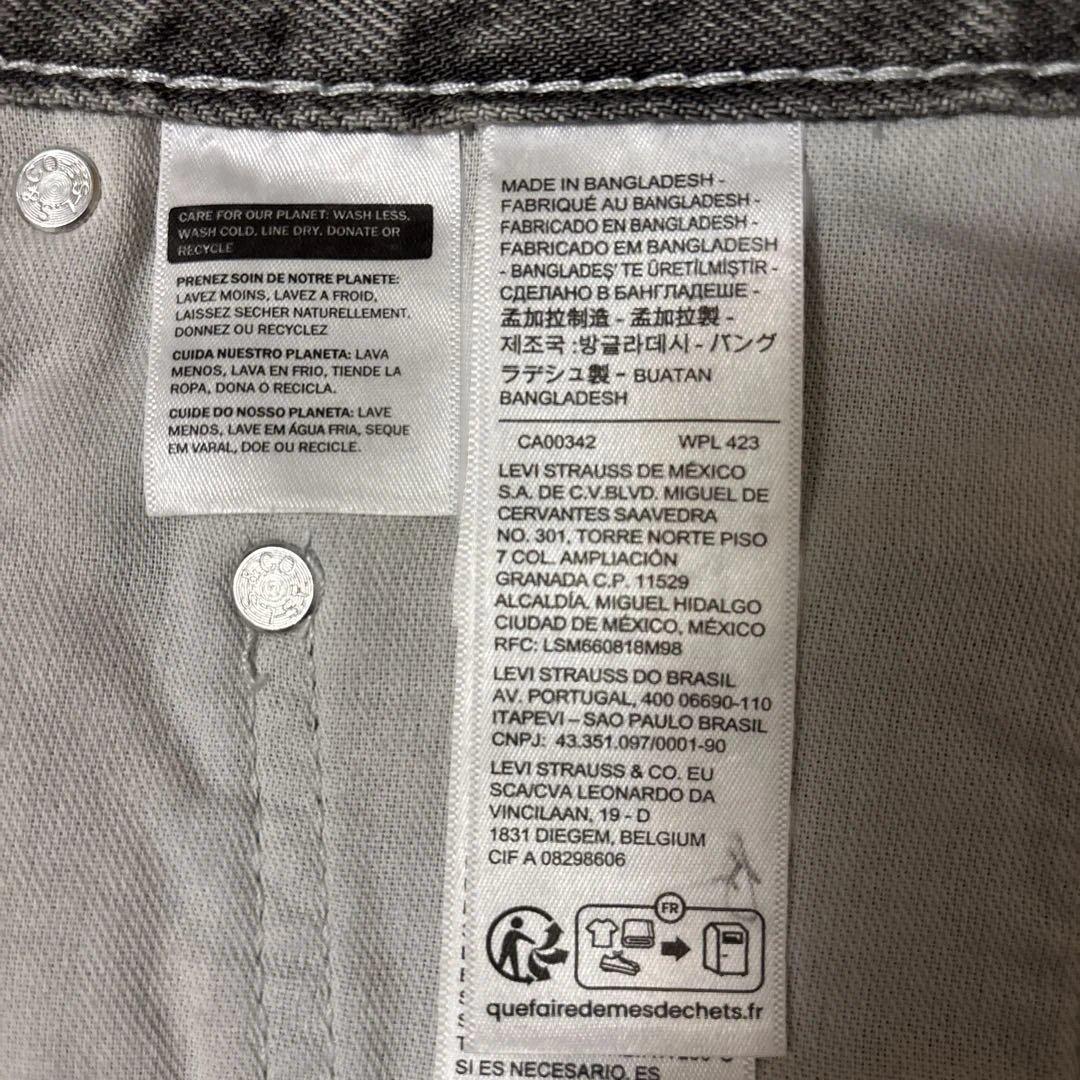 CARE FOR OUR PLANET: WASH LESS,
WASH COLD, LINE DRY, DONATE OR
RECYCLE
PRENEZ SOIN DE NOTRE PLANETE:
LAVEZ MOINS, LAVEZ A FROID,
LAISSEZ SECHER NATURELLEMENT,
DONNEZ OU RECYCLEZ
CUIDA NUESTRO PLANETA: LAVA
MENOS, LAVA EN FRIO, TIENDE LA
ROPA, DONA O RECICLA.
CUIDE DO NOSSO PLANETA: LAVE
MENOS, LAVE EM ÁGUA FRIA, SEQUE
EM VARAL, DOE OU RECICLE.
MADE IN BANGLADESH -
FABRIQUÉ AU BANGLADESH -
FABRICADO EN BANGLADESH -
FABRICADO EM BANGLADESH
- BANGLADEŞ' TE ÜRETİLMİŞTİR -
СДЕЛАНО В БАНГЛАДЕШЕ -
孟加拉制造 - 孟加拉製 -
제조국 :방글라데시 - バング
ラデシュ製 - BUATAN
BANGLADESH
CA00342 WPL 423
LEVI STRAUSS DE MÉXICO
S.A. DE C.V.BLVD. MIGUEL DE
CERVANTES SAAVEDRA
NO. 301, TORRE NORTE PISO
7 COL. AMPLIACIÓN
GRANADA C.P. 11529
ALCALDÍA. MIGUEL HIDALGO
CIUDAD DE MÉXICO, MÉXICO
RFC: LSM660818M98
LEVI STRAUSS DO BRASIL
AV. PORTUGAL, 400 06690-110
ITAPEVI – SAO PAULO BRASIL
CNPJ: 43.351.097/0001-90
LEVI STRAUSS & CO. EU
SCA/CVA LEONARDO DA
VINCILAAN, 19 - D
1831 DIEGEM, BELGIUM
CIF A 08298606
FR
quefairedemesdechets.fr
SI ES NECESARIO, ES